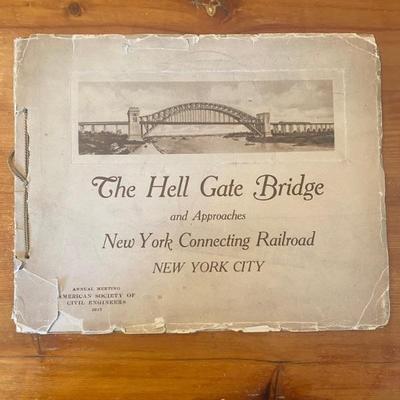 The Hell Gate Bridge
and Approaches
New York Connecting Railroad
NEW YORK CITY
ANNUAL MEETING
AMERICAN SOCIETY OF
CIVIL ENGINEERS
1917